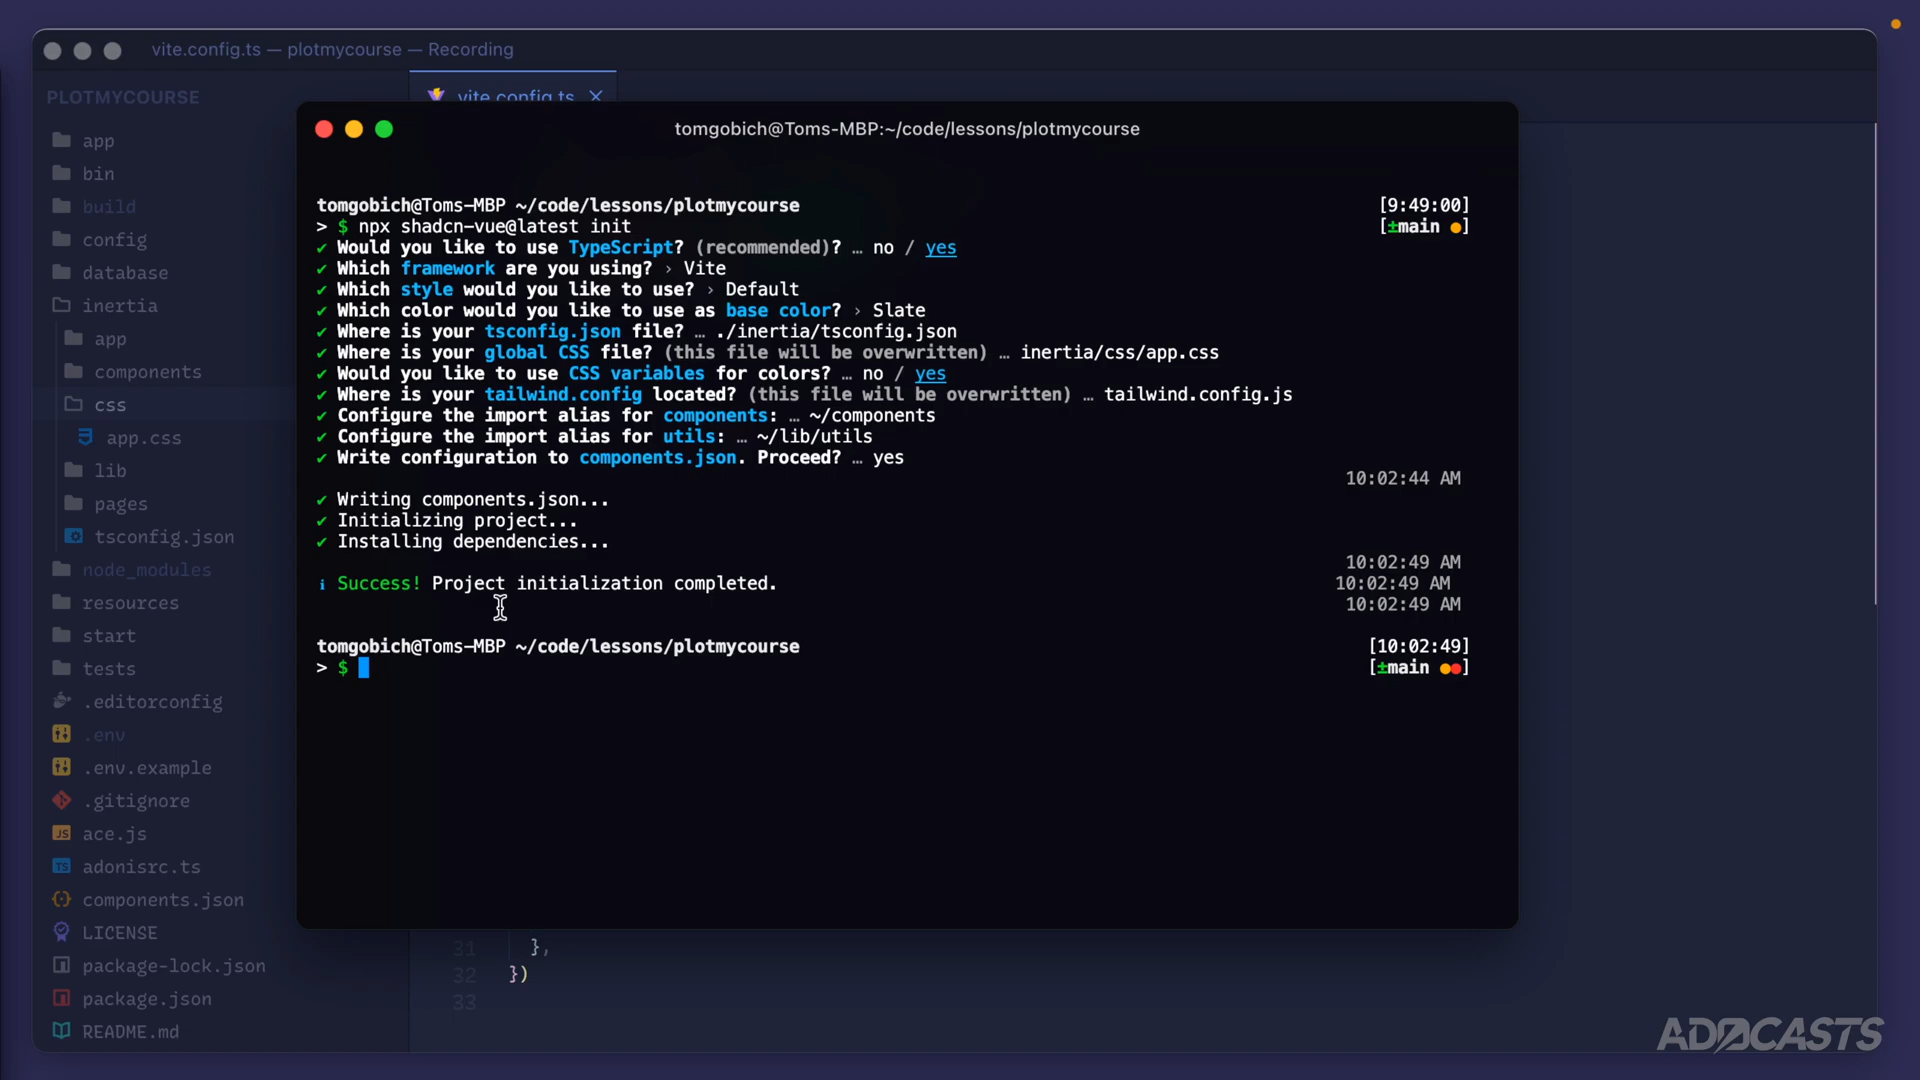 vite.config.ts — plotmycourse — Recording
PLOTMYCOURSE
vite.config.ts
app
bin
build
config
database
inertia
app
components
css
app.css
lib
pages
tsconfig.json
node_modules
resources
start
tests
.editorconfig
.env
.env.example
.gitignore
JS ace.js
TS adonisrc.ts
components.json
LICENSE
package-lock.json
package.json
README.md
tomgobich@Toms-MBP:~/code/lessons/plotmycourse
tomgobich@Toms-MBP ~/code/lessons/plotmycourse [9:49:00]
> $ npx shadcn-vue@latest init [±main ●]
✔ Would you like to use TypeScript? (recommended)? … no / yes
✔ Which framework are you using? › Vite
✔ Which style would you like to use? › Default
✔ Which color would you like to use as base color? › Slate
✔ Where is your tsconfig.json file? … ./inertia/tsconfig.json
✔ Where is your global CSS file? (this file will be overwritten) … inertia/css/app.css
✔ Would you like to use CSS variables for colors? … no / yes
✔ Where is your tailwind.config located? (this file will be overwritten) … tailwind.config.js
✔ Configure the import alias for components: … ~/components
✔ Configure the import alias for utils: … ~/lib/utils
✔ Write configuration to components.json. Proceed? … yes
10:02:44 AM
✔ Writing components.json...
✔ Initializing project...
✔ Installing dependencies...
10:02:49 AM
ℹ Success! Project initialization completed. 10:02:49 AM
10:02:49 AM
tomgobich@Toms-MBP ~/code/lessons/plotmycourse [10:02:49]
> $ [±main ●●]
31 },
32 })
33
ADOCASTS